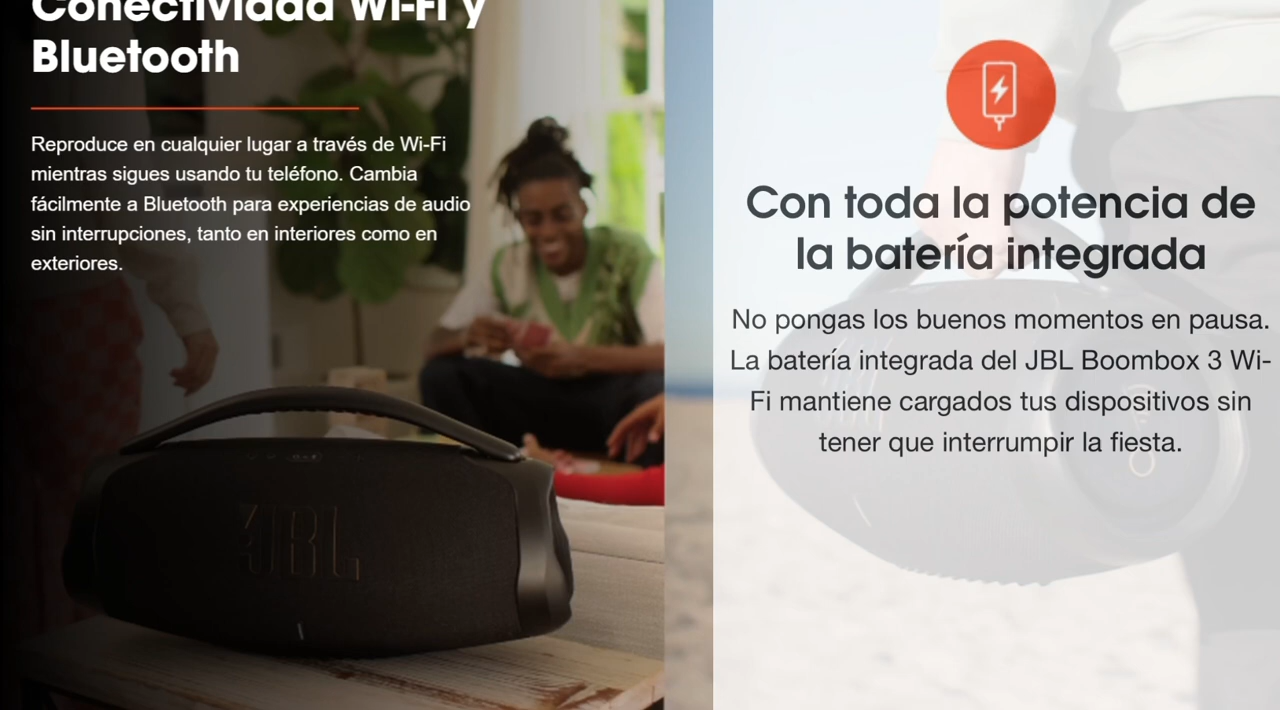 Conectividad Wi-Fi y
Bluetooth
Reproduce en cualquier lugar a través de Wi-Fi
mientras sigues usando tu teléfono. Cambia
fácilmente a Bluetooth para experiencias de audio
sin interrupciones, tanto en interiores como en
exteriores.
JBL
Con toda la potencia de
la batería integrada
No pongas los buenos momentos en pausa.
La batería integrada del JBL Boombox 3 Wi-
Fi mantiene cargados tus dispositivos sin
tener que interrumpir la fiesta.